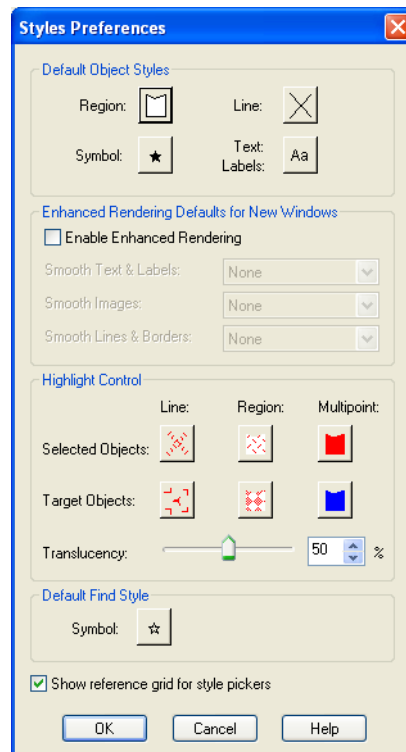 Styles Preferences
Default Object Styles
Region: Line:
Symbol: Text: Labels: Aa
Enhanced Rendering Defaults for New Windows
Enable Enhanced Rendering
Smooth Text & Labels: None
Smooth Images: None
Smooth Lines & Borders: None
Highlight Control
Line: Region: Multipoint:
Selected Objects:
Target Objects:
Translucency: 50 %
Default Find Style
Symbol:
Show reference grid for style pickers
OK Cancel Help